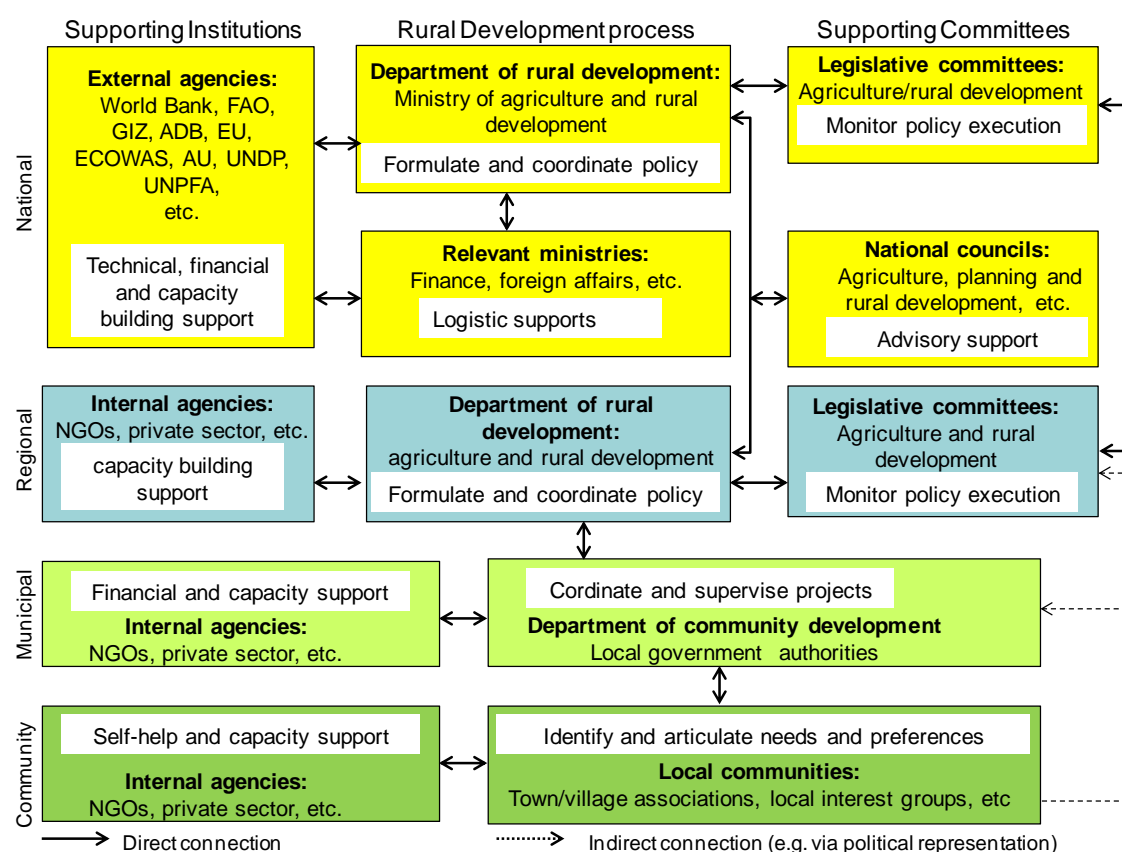 Supporting Institutions
Rural Development process
Supporting Committees
National
External agencies:
World Bank, FAO,
GIZ, ADB, EU,
ECOWAS, AU, UNDP,
UNPFA,
etc.
Technical, financial
and capacity
building support
Department of rural development:
Ministry of agriculture and rural
development
Formulate and coordinate policy
Legislative committees:
Agriculture/rural development
Monitor policy execution
Relevant ministries:
Finance, foreign affairs, etc.
Logistic supports
National councils:
Agriculture, planning and
rural development, etc.
Advisory support
Regional
Internal agencies:
NGOs, private sector, etc.
capacity building
support
Department of rural
development:
agriculture and rural development
Formulate and coordinate policy
Legislative committees:
Agriculture and rural
development
Monitor policy execution
Municipal
Financial and capacity support
Internal agencies:
NGOs, private sector, etc.
Cordinate and supervise projects
Department of community development
Local government authorities
Community
Self-help and capacity support
Internal agencies:
NGOs, private sector, etc.
Identify and articulate needs and preferences
Local communities:
Town/village associations, local interest groups, etc
Direct connection
Indirect connection (e.g. via political representation)